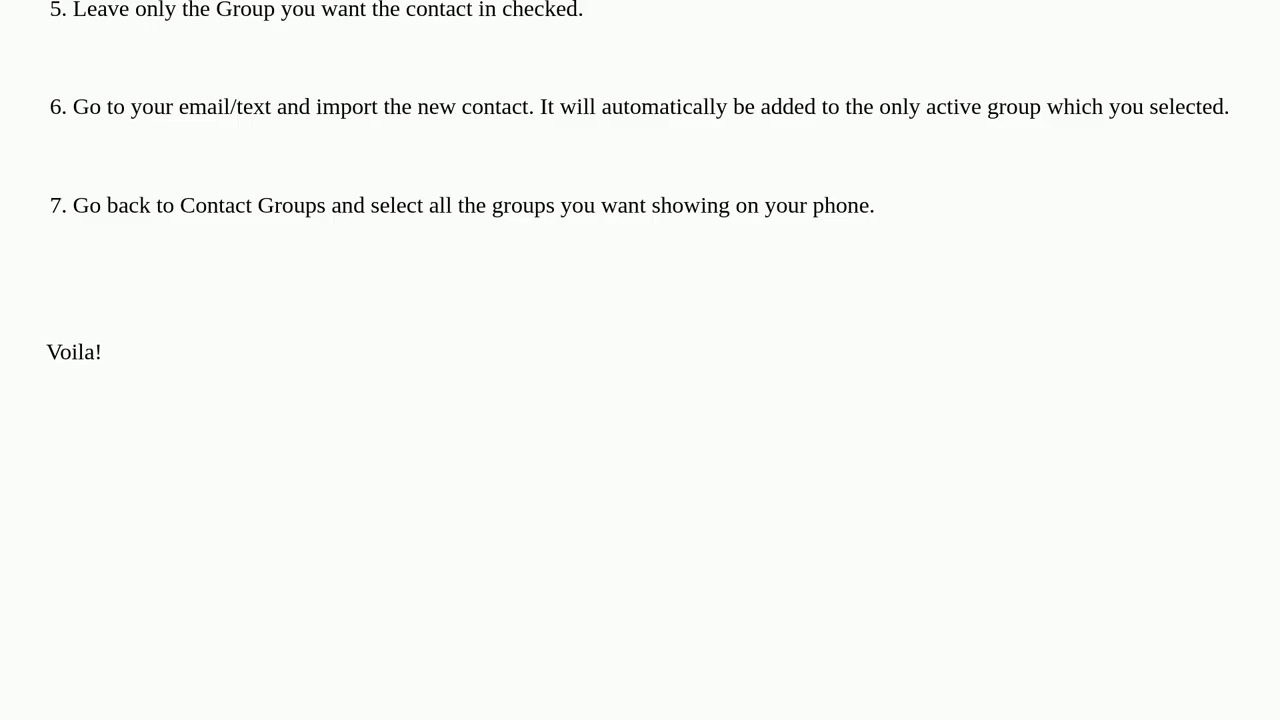 5. Leave only the Group you want the contact in checked.
6. Go to your email/text and import the new contact. It will automatically be added to the only active group which you selected.
7. Go back to Contact Groups and select all the groups you want showing on your phone.
Voila!